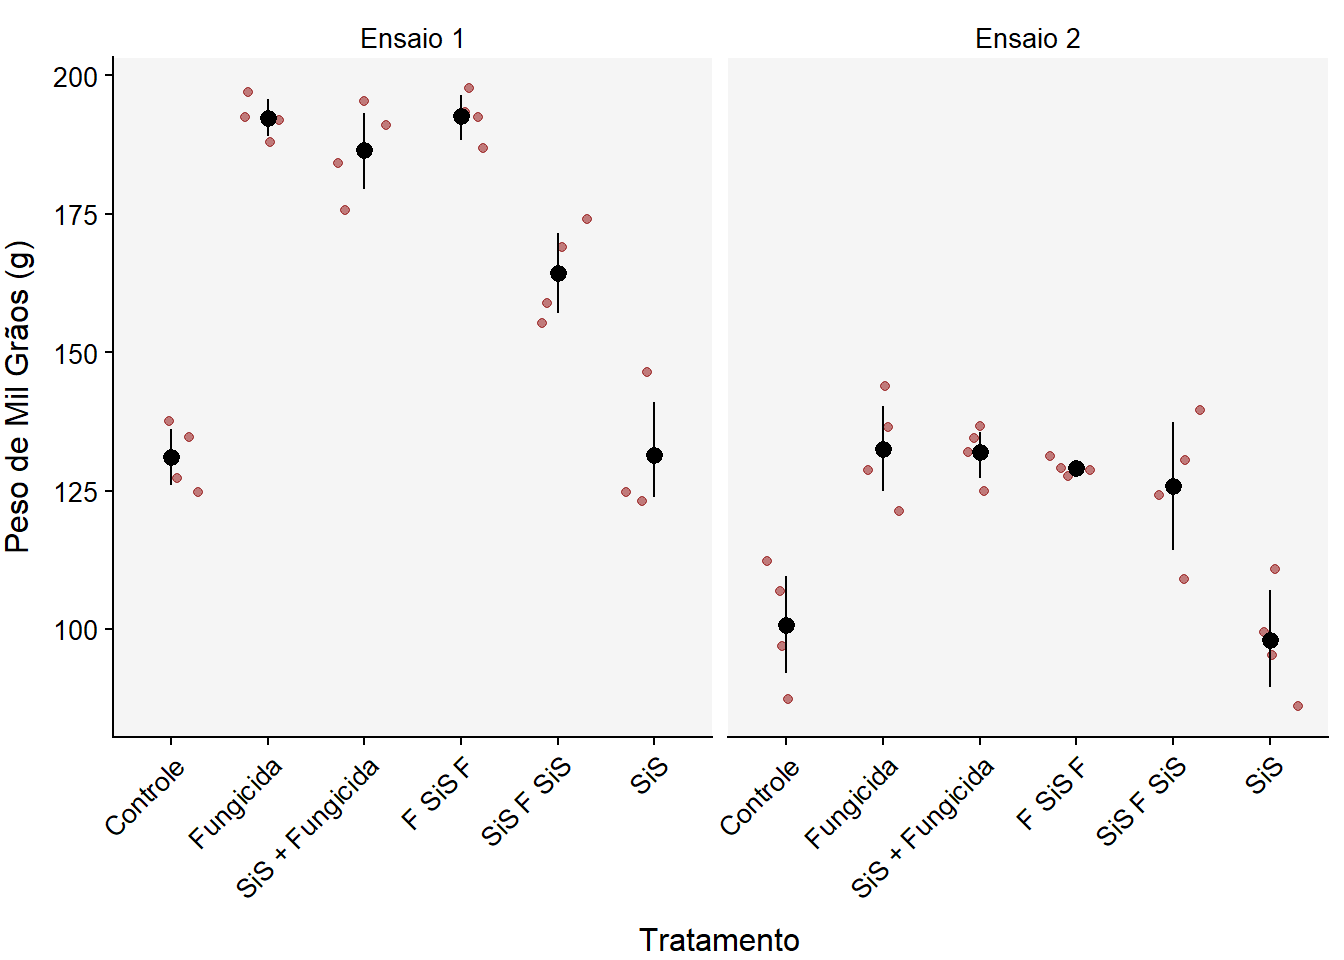 Ensaio 1
Ensaio 2
Peso de Mil Grãos (g)
200
175
150
125
100
Controle
Fungicida
SiS + Fungicida
F SiS F
SiS F SiS
SiS
Controle
Fungicida
SiS + Fungicida
F SiS F
SiS F SiS
SiS
Tratamento